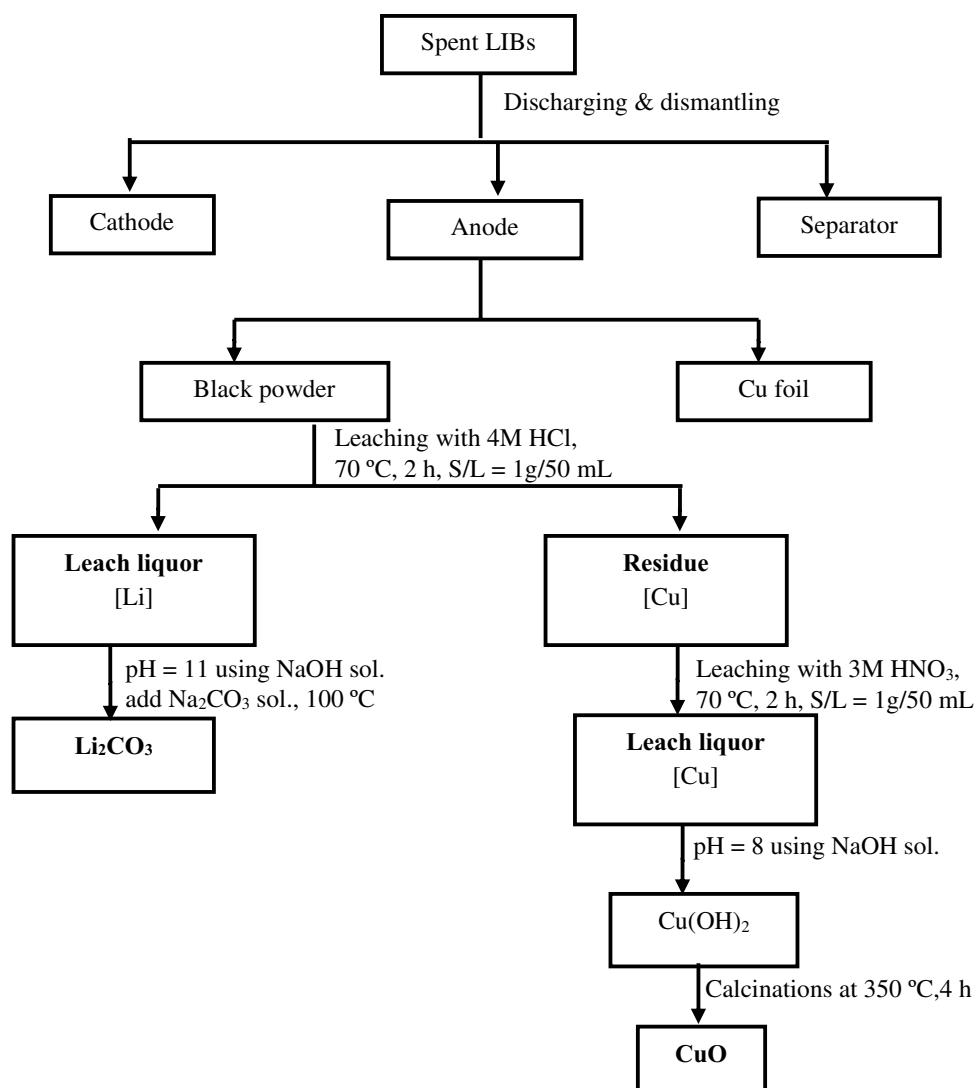 Spent LIBs
Discharging & dismantling
Cathode
Anode
Separator
Black powder
Cu foil
Leaching with 4M HCl,
70 ºC, 2 h, S/L = 1g/50 mL
Leach liquor
[Li]
Residue
[Cu]
pH = 11 using NaOH sol.
add Na₂CO₃ sol., 100 ºC
Leaching with 3M HNO₃,
70 ºC, 2 h, S/L = 1g/50 mL
Li₂CO₃
Leach liquor
[Cu]
pH = 8 using NaOH sol.
Cu(OH)₂
Calcinations at 350 ºC,4 h
CuO